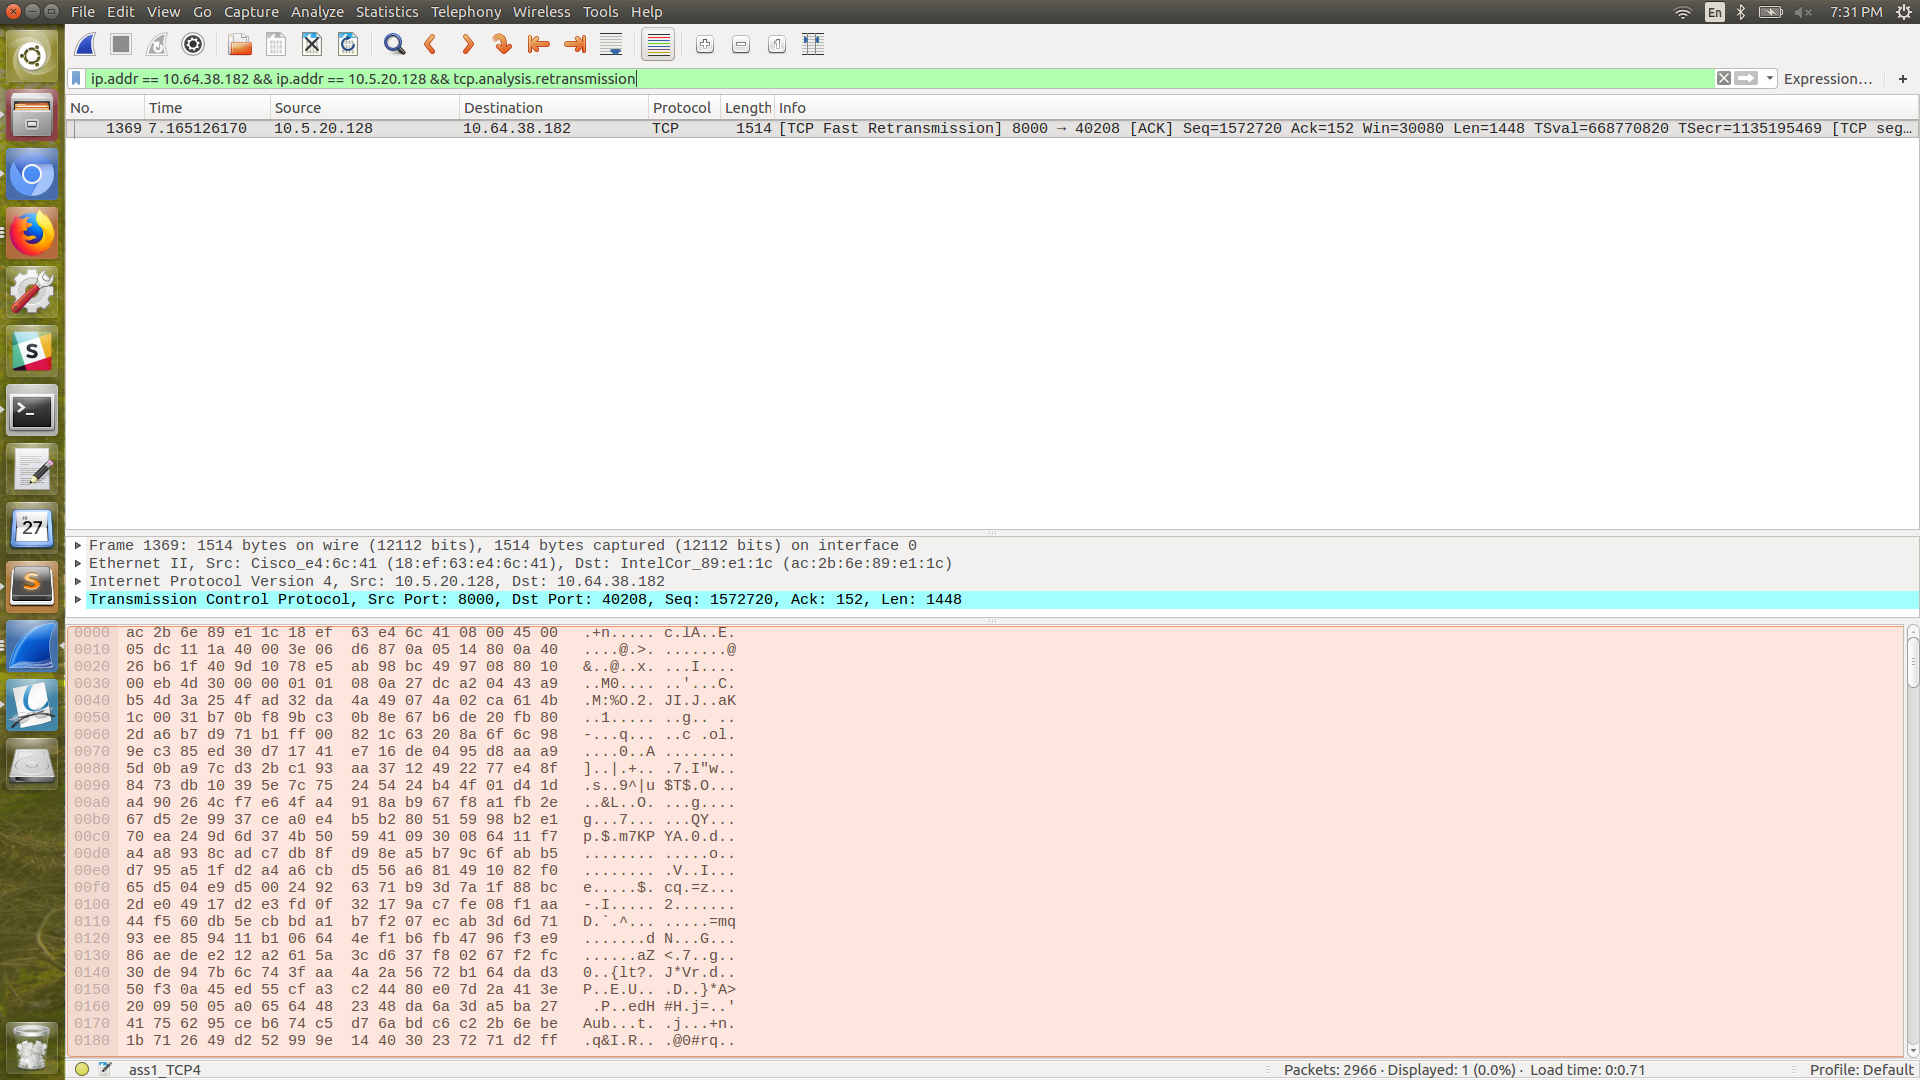 File Edit View Go Capture Analyze Statistics Telephony Wireless Tools Help
En 7:31 PM
ip.addr == 10.64.38.182 && ip.addr == 10.5.20.128 && tcp.analysis.retransmission
Expression… +
No. Time Source Destination Protocol Length Info
1369 7.165126170 10.5.20.128 10.64.38.182 TCP 1514 [TCP Fast Retransmission] 8000 → 40208 [ACK] Seq=1572720 Ack=152 Win=30080 Len=1448 TSval=668770820 TSecr=1135195469 [TCP seg…
Frame 1369: 1514 bytes on wire (12112 bits), 1514 bytes captured (12112 bits) on interface 0
Ethernet II, Src: Cisco_e4:6c:41 (18:ef:63:e4:6c:41), Dst: IntelCor_89:e1:1c (ac:2b:6e:89:e1:1c)
Internet Protocol Version 4, Src: 10.5.20.128, Dst: 10.64.38.182
Transmission Control Protocol, Src Port: 8000, Dst Port: 40208, Seq: 1572720, Ack: 152, Len: 1448
0000 ac 2b 6e 89 e1 1c 18 ef 63 e4 6c 41 08 00 45 00 .+n..... c.lA..E.
0010 05 dc 11 1a 40 00 3e 06 d6 87 0a 05 14 80 0a 40 ....@.>. .......@
0020 26 b6 1f 40 9d 10 78 e5 ab 98 bc 49 97 08 80 10 &..@..x. ...I....
0030 00 eb 4d 30 00 00 01 01 08 0a 27 dc a2 04 43 a9 ..M0.... ..'...C.
0040 b5 4d 3a 25 4f ad 32 da 4a 49 07 4a 02 ca 61 4b .M:%O.2. JI.J..aK
0050 1c 00 31 b7 0b f8 9b c3 0b 8e 67 b6 de 20 fb 80 ..1..... ..g.. ..
0060 2d a6 b7 d9 71 b1 ff 00 82 1c 63 20 8a 6f 6c 98 -...q... ..c .ol.
0070 9e c3 85 ed 30 d7 17 41 e7 16 de 04 95 d8 aa a9 ....0..A ........
0080 5d 0b a9 7c d3 2b c1 93 aa 37 12 49 22 77 e4 8f ]..|.+.. .7.I"w..
0090 84 73 db 10 39 5e 7c 75 24 54 24 b4 4f 01 d4 1d .s..9^|u $T$.O...
00a0 a4 90 26 4c f7 e6 4f a4 91 8a b9 67 f8 a1 fb 2e ..&L..O. ...g....
00b0 67 d5 2e 99 37 ce a0 e4 b5 b2 80 51 59 98 b2 e1 g...7... ...QY...
00c0 70 ea 24 9d 6d 37 4b 50 59 41 09 30 08 64 11 f7 p.$.m7KP YA.0.d..
00d0 a4 a8 93 8c ad c7 db 8f d9 8e a5 b7 9c 6f ab b5 ........ .....o..
00e0 d7 95 a5 1f d2 a4 a6 cb d5 56 a6 81 49 10 82 f0 ........ .V..I...
00f0 65 d5 04 e9 d5 00 24 92 63 71 b9 3d 7a 1f 88 bc e.....$. cq.=z...
0100 2d e0 49 17 d2 e3 fd 0f 32 17 9a c7 fe 08 f1 aa -.I..... 2.......
0110 44 f5 60 db 5e cb bd a1 b7 f2 07 ec ab 3d 6d 71 D.`.^... .....=mq
0120 93 ee 85 94 11 b1 06 64 4e f1 b6 fb 47 96 f3 e9 .......d N...G...
0130 86 ae de e2 12 a2 61 5a 3c d6 37 f8 02 67 f2 fc ......aZ <.7..g..
0140 30 de 94 7b 6c 74 3f aa 4a 2a 56 72 b1 64 da d3 0..{lt?. J*Vr.d..
0150 50 f3 0a 45 ed 55 cf a3 c2 44 80 e0 7d 2a 41 3e P..E.U.. .D..}*A>
0160 20 09 50 05 a0 65 64 48 23 48 da 6a 3d a5 ba 27 .P..edH #H.j=..'
0170 41 75 62 95 ce b6 74 c5 d7 6a bd c6 c2 2b 6e be Aub...t. .j...+n.
0180 1b 71 26 49 d2 52 99 9e 14 40 30 23 72 71 d2 ff .q&I.R.. .@0#rq..
ass1_TCP4 Packets: 2966 · Displayed: 1 (0.0%) · Load time: 0:0.71 Profile: Default
27